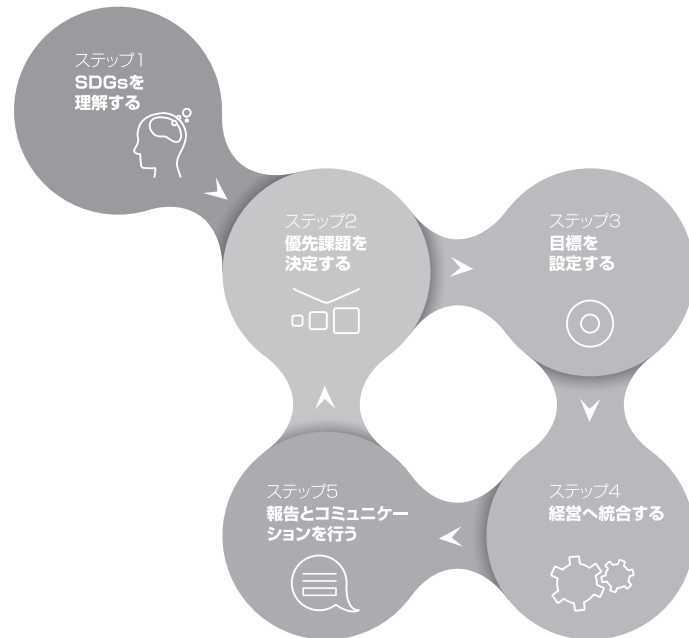 ステップ1
SDGsを
理解する
ステップ2
優先課題を
決定する
ステップ3
目標を
設定する
ステップ4
経営へ統合する
ステップ5
報告とコミュニケー
ションを行う